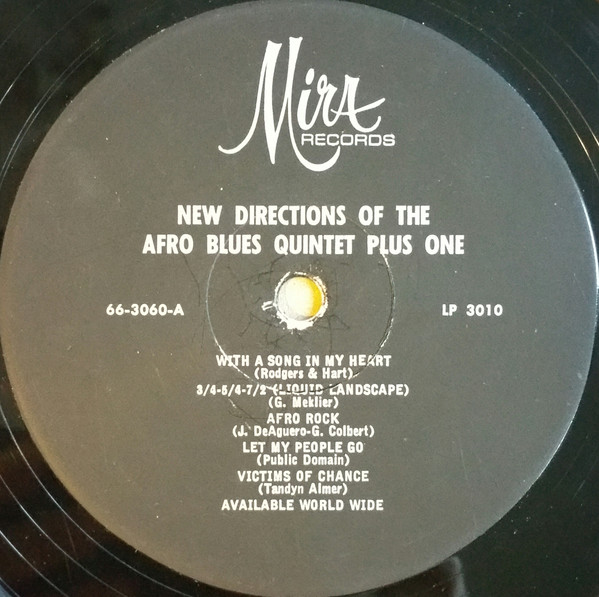 Mira
RECORDS
NEW DIRECTIONS OF THE
AFRO BLUES QUINTET PLUS ONE
66-3060-A
LP 3010
WITH A SONG IN MY HEART
(Rodgers & Hart)
3/4-5/4-7/2 (LIQUID LANDSCAPE)
(G. Meklier)
AFRO ROCK
(J. DeAguero-G. Colbert)
LET MY PEOPLE GO
(Public Domain)
VICTIMS OF CHANCE
(Tandyn Almer)
AVAILABLE WORLD WIDE